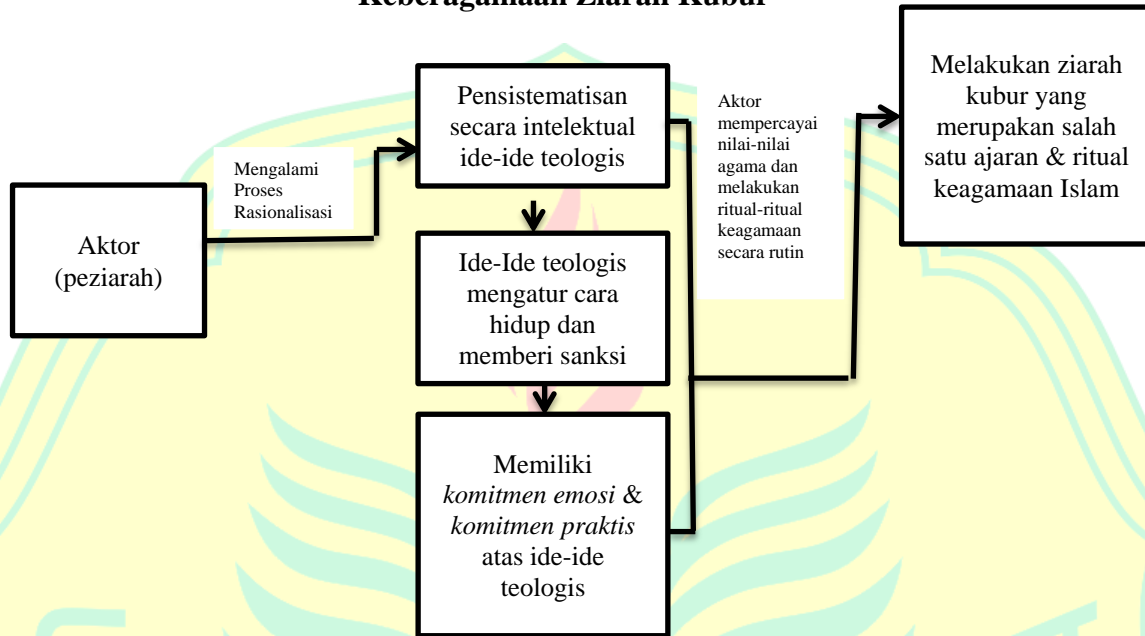 Keberagamaan Ziarah Kubur
Aktor
(peziarah)
Mengalami
Proses
Rasionalisasi
Pensistematisan
secara intelektual
ide-ide teologis
Ide-Ide teologis
mengatur cara
hidup dan
memberi sanksi
Memiliki
komitmen emosi &
komitmen praktis
atas ide-ide
teologis
Aktor
mempercayai
nilai-nilai
agama dan
melakukan
ritual-ritual
keagamaan
secara rutin
Melakukan ziarah
kubur yang
merupakan salah
satu ajaran & ritual
keagamaan Islam